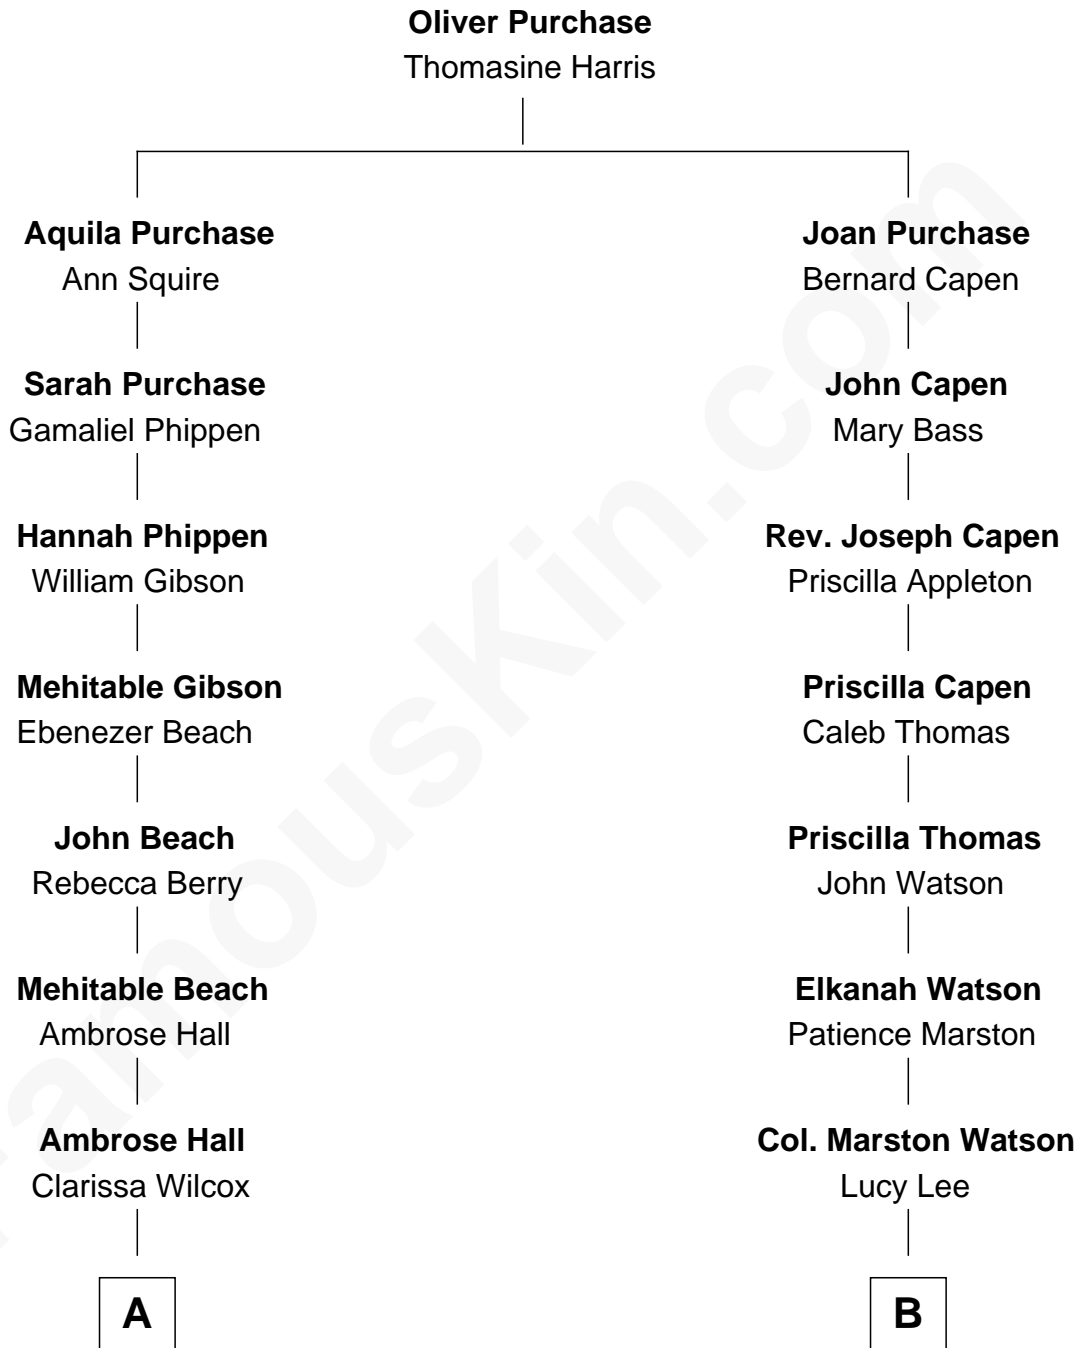 Oliver Purchase
Thomasine Harris
Aquila Purchase
Ann Squire
Sarah Purchase
Gamaliel Phippen
Hannah Phippen
William Gibson
Mehitable Gibson
Ebenezer Beach
John Beach
Rebecca Berry
Mehitable Beach
Ambrose Hall
Ambrose Hall
Clarissa Wilcox
A
Joan Purchase
Bernard Capen
John Capen
Mary Bass
Rev. Joseph Capen
Priscilla Appleton
Priscilla Capen
Caleb Thomas
Priscilla Thomas
John Watson
Elkanah Watson
Patience Marston
Col. Marston Watson
Lucy Lee
B
FamousKin.com